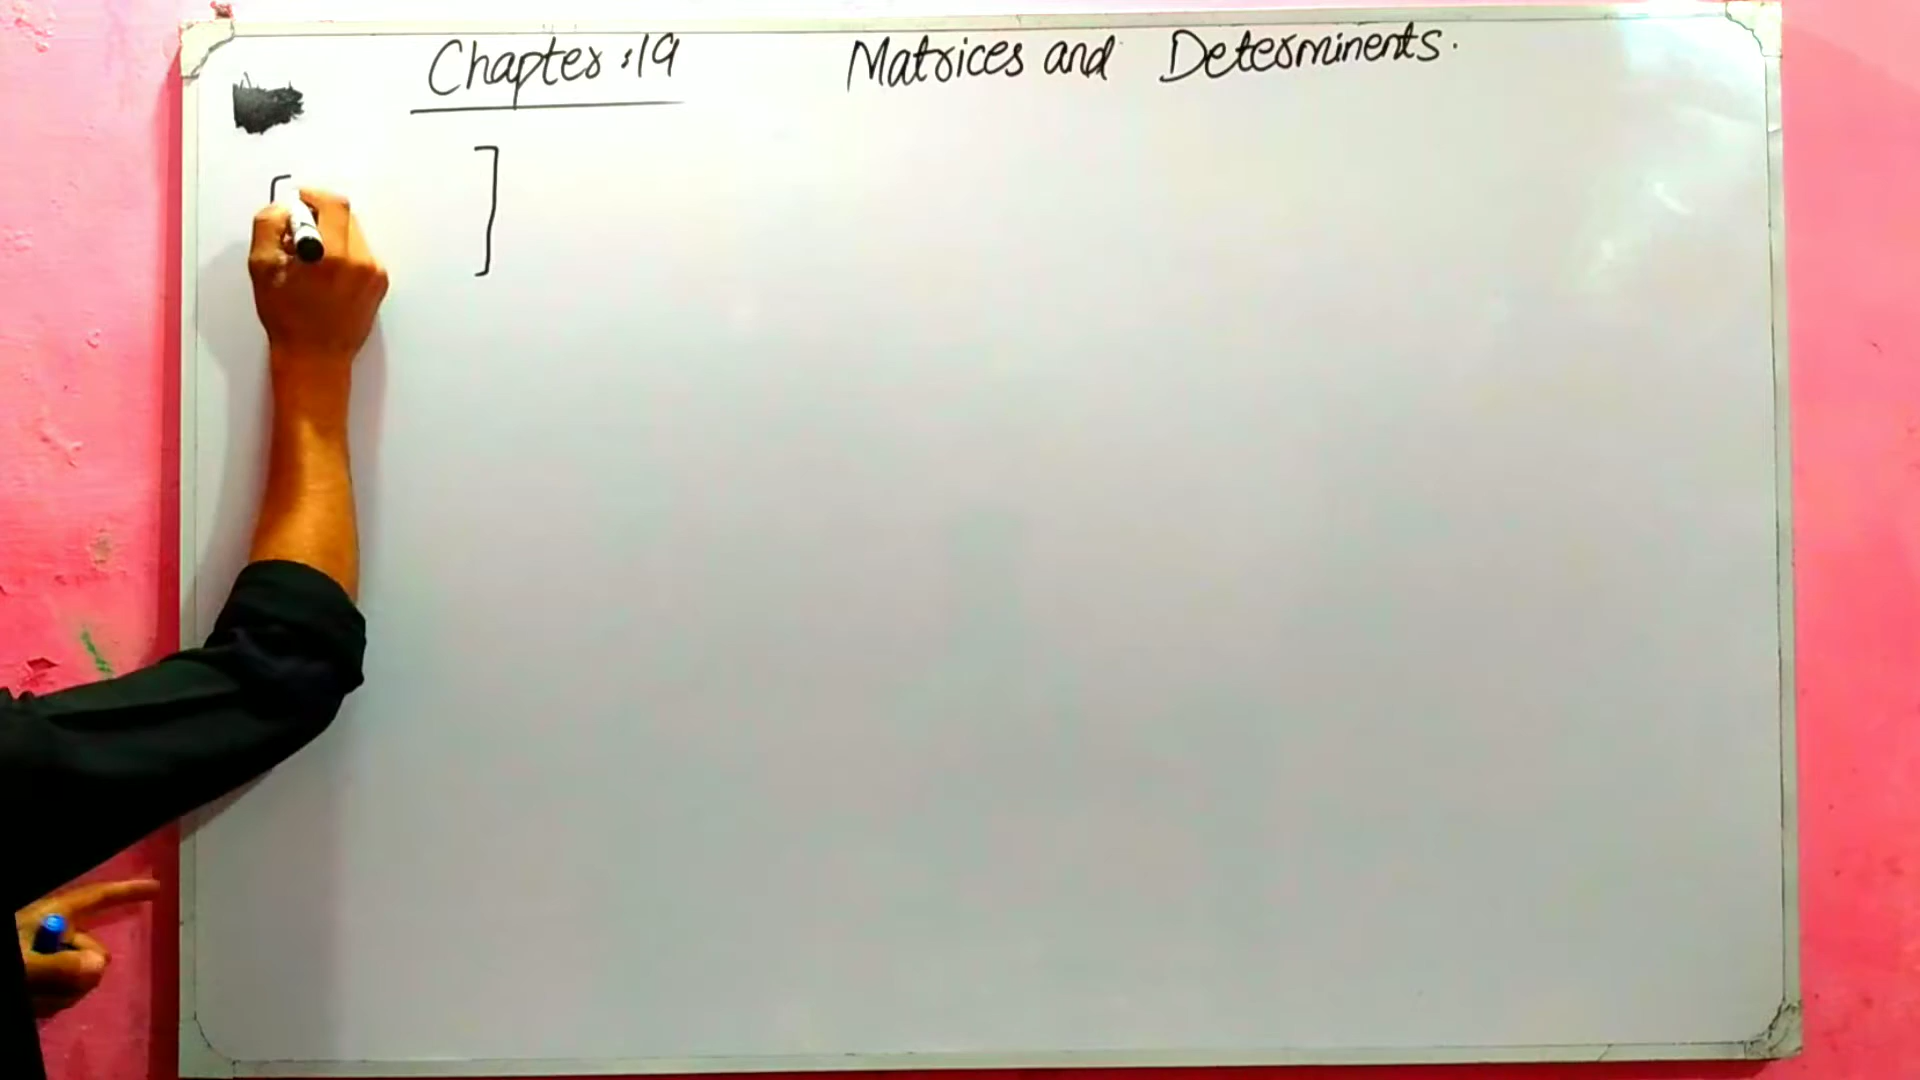 Chapter :19 Matrices and Determinents.
[ ]